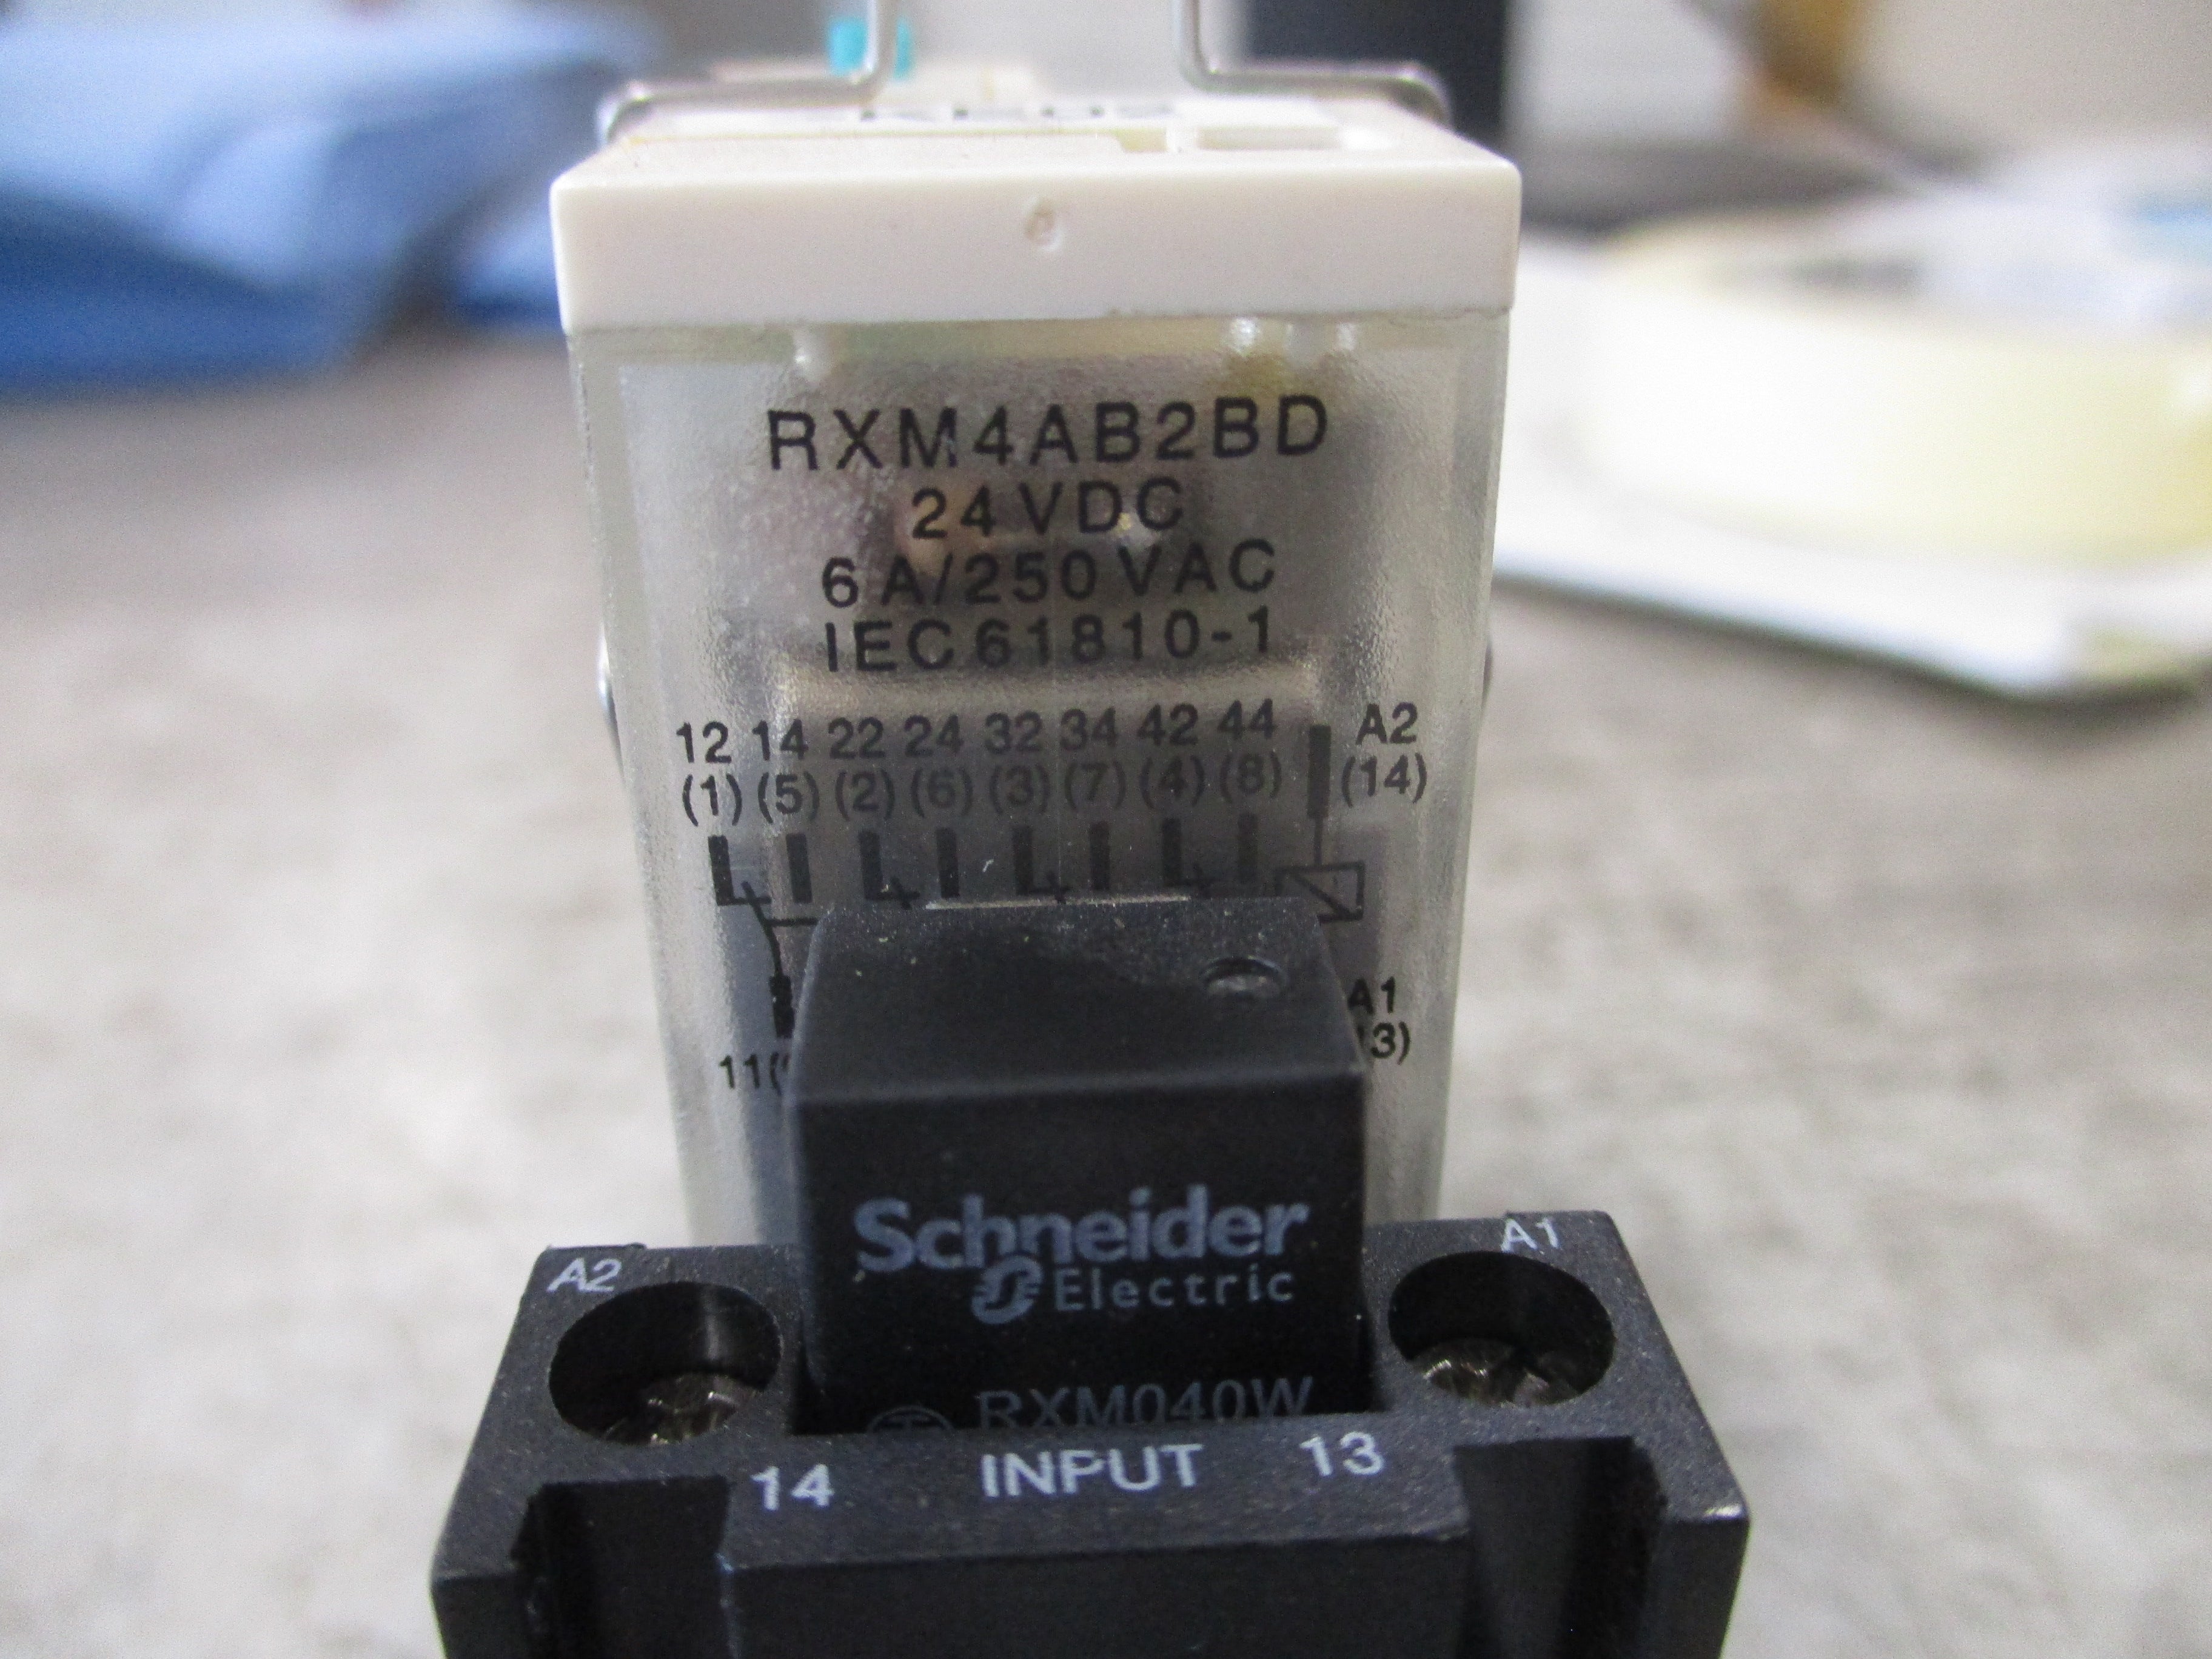 RXM4AB2BD
24 VDC
6 A/250 VAC
IEC 61810-1
12 14 22 24 32 34 42 44 A2
(1) (5) (2) (6) (3) (7) (4) (8) (14)
A1
11
Schneider
Electric
A2 A1
RXM040W
14 INPUT 13